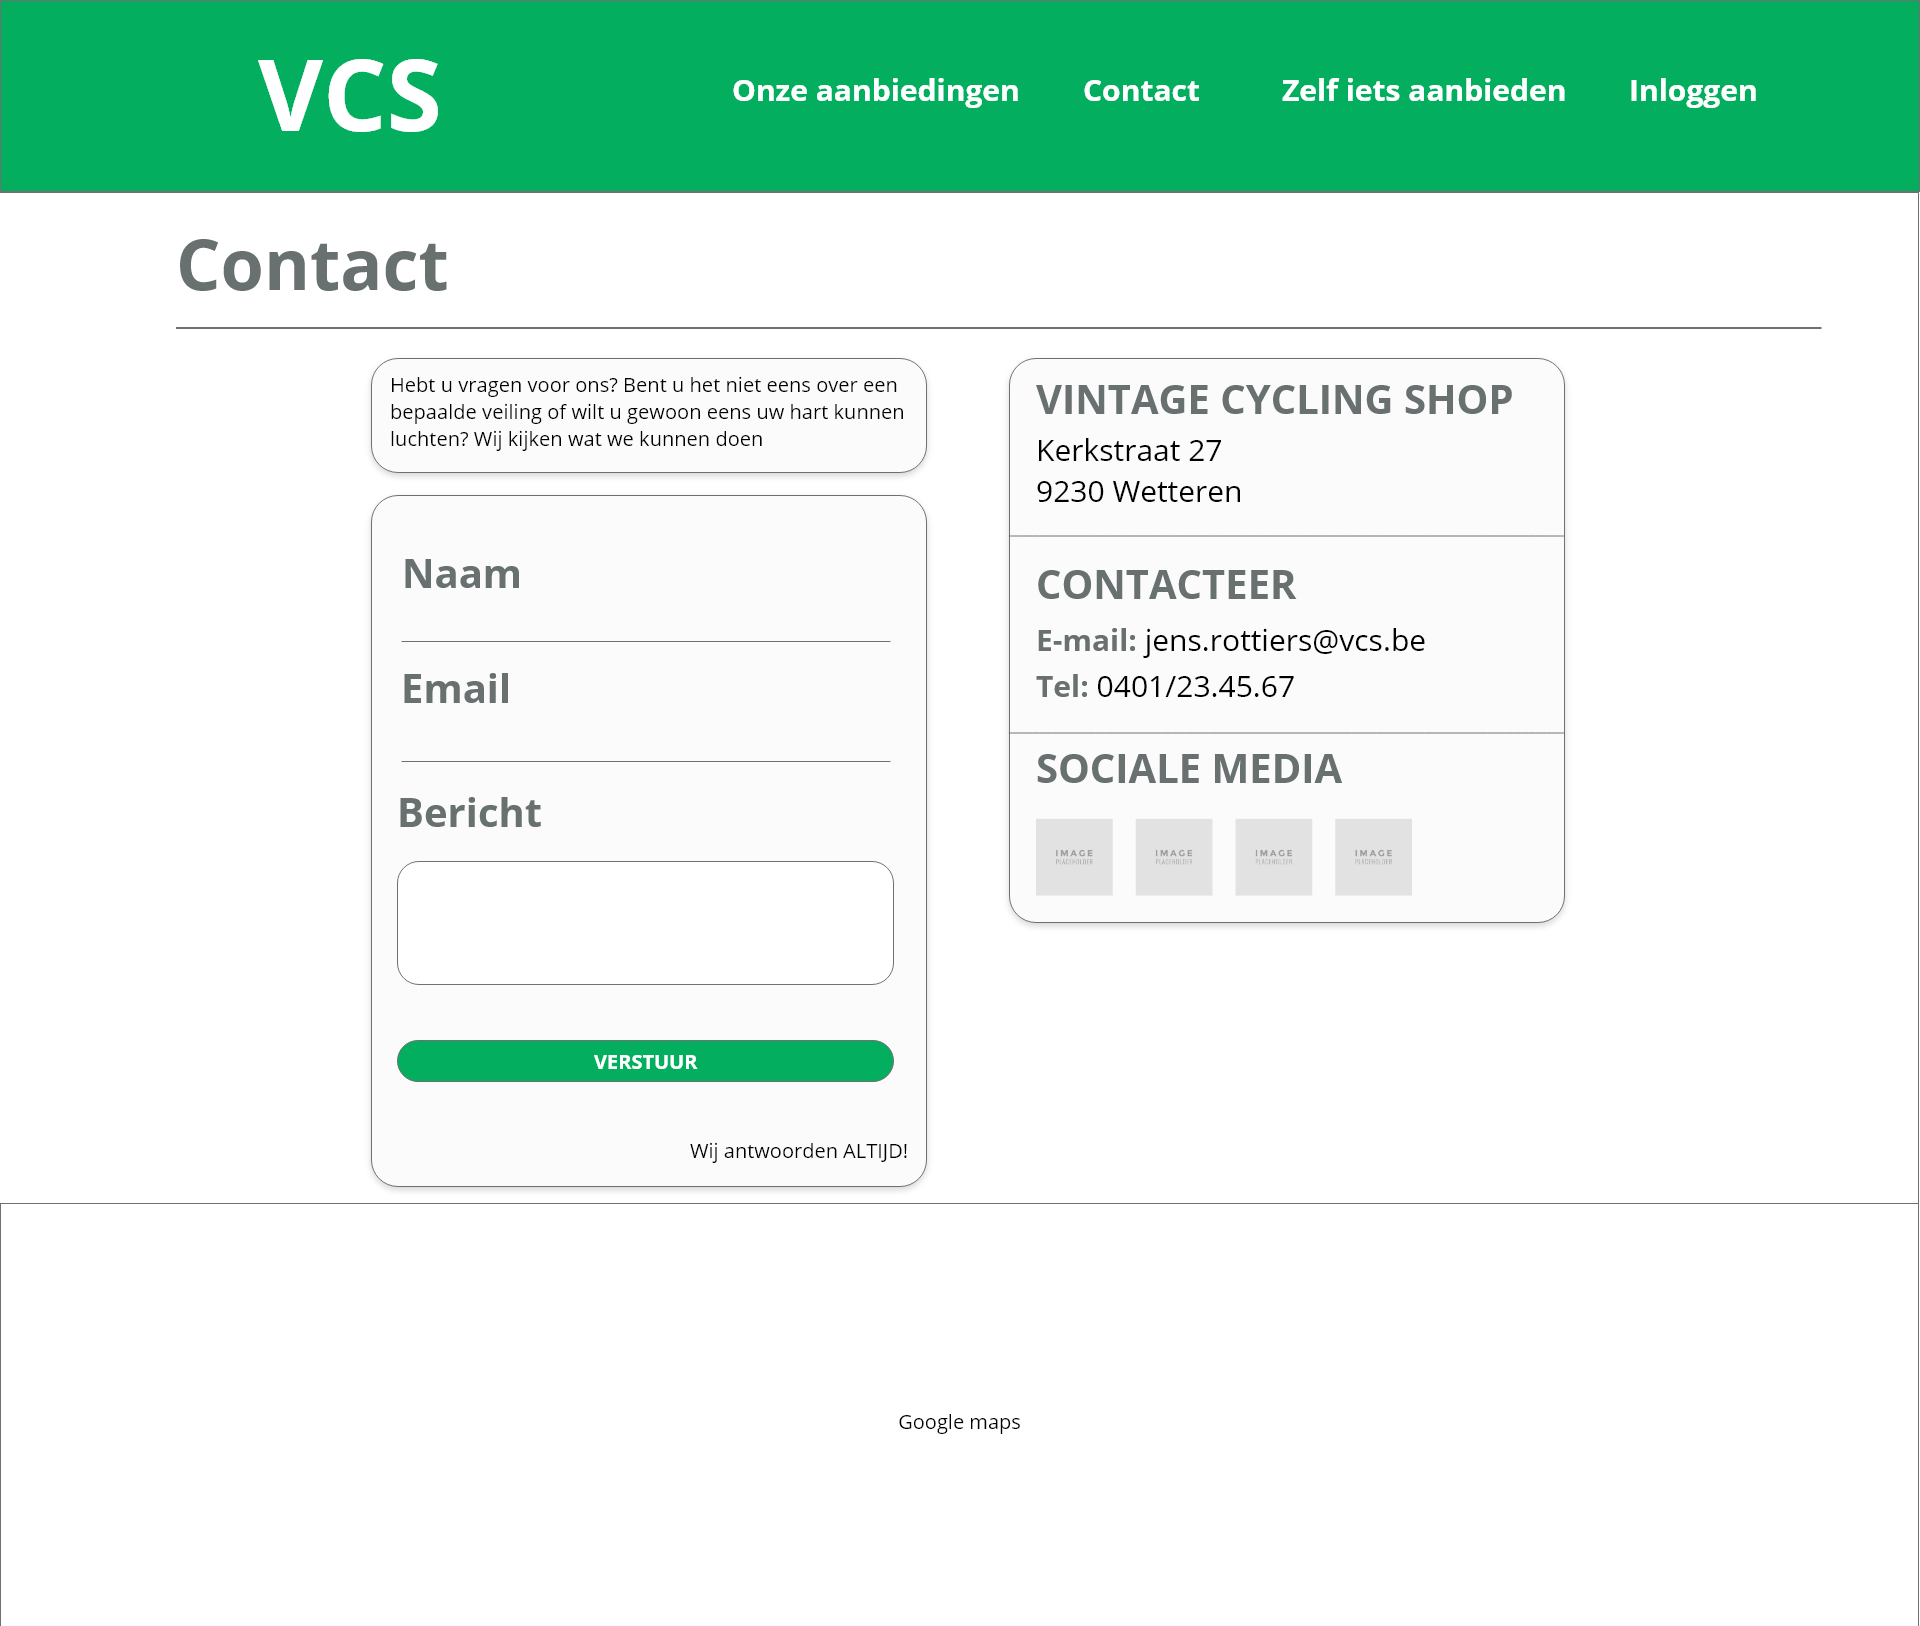 VCS
Onze aanbiedingen
Contact
Zelf iets aanbieden
Inloggen
Contact
Hebt u vragen voor ons? Bent u het niet eens over een
bepaalde veiling of wilt u gewoon eens uw hart kunnen
luchten? Wij kijken wat we kunnen doen
Naam
Email
Bericht
VERSTUUR
Wij antwoorden ALTIJD!
VINTAGE CYCLING SHOP
Kerkstraat 27
9230 Wetteren
CONTACTEER
E-mail: jens.rottiers@vcs.be
Tel: 0401/23.45.67
SOCIALE MEDIA
IMAGE
PLACEHOLDER
IMAGE
PLACEHOLDER
IMAGE
PLACEHOLDER
IMAGE
PLACEHOLDER
Google maps